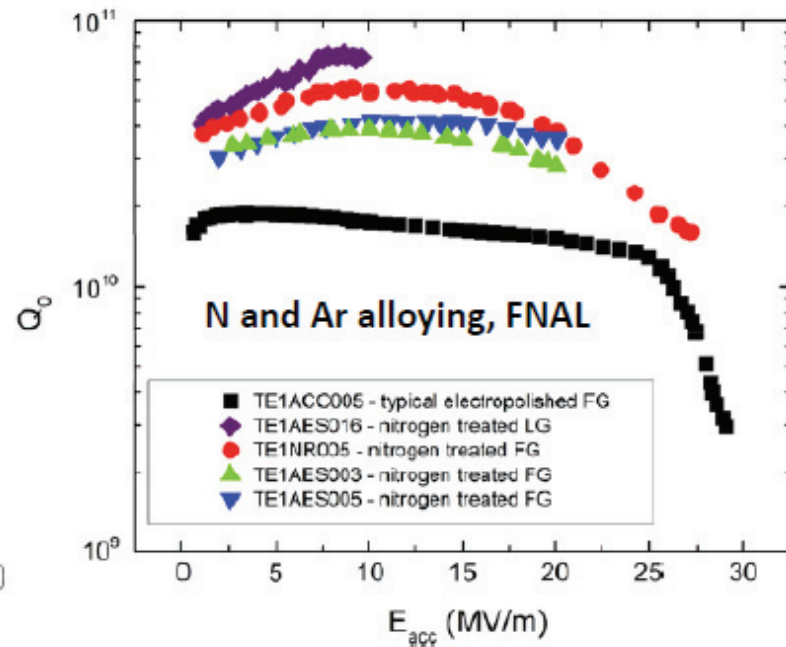 10¹¹
10¹⁰
10⁹
Q₀
N and Ar alloying, FNAL
TE1ACC005 - typical electropolished FG
TE1AES016 - nitrogen treated LG
TE1NR005 - nitrogen treated FG
TE1AES003 - nitrogen treated FG
TE1AES005 - nitrogen treated FG
0 5 10 15 20 25 30
E_acc (MV/m)